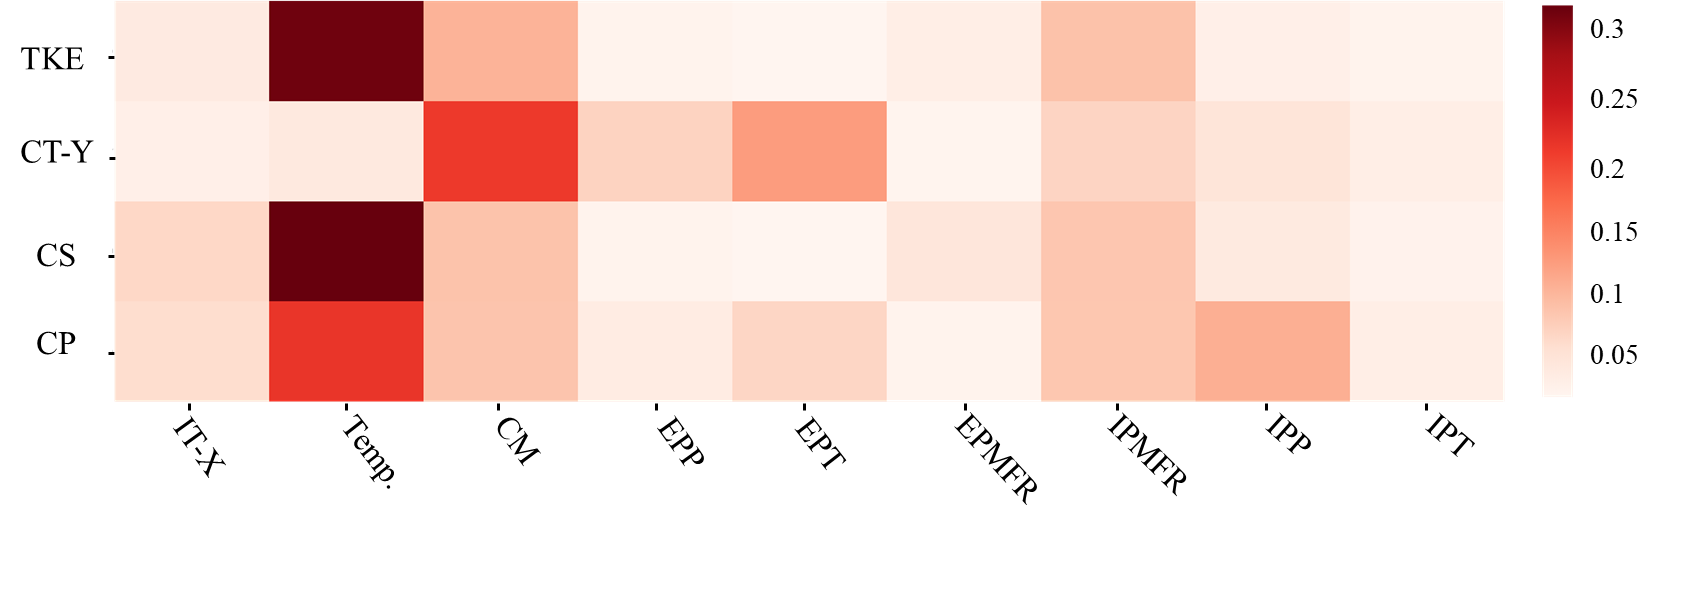 TKE
CT-Y
CS
CP
IT-X
Temp.
CM
EPP
EPT
EPMFR
IPMFR
IPP
IPT
0.3
0.25
0.2
0.15
0.1
0.05